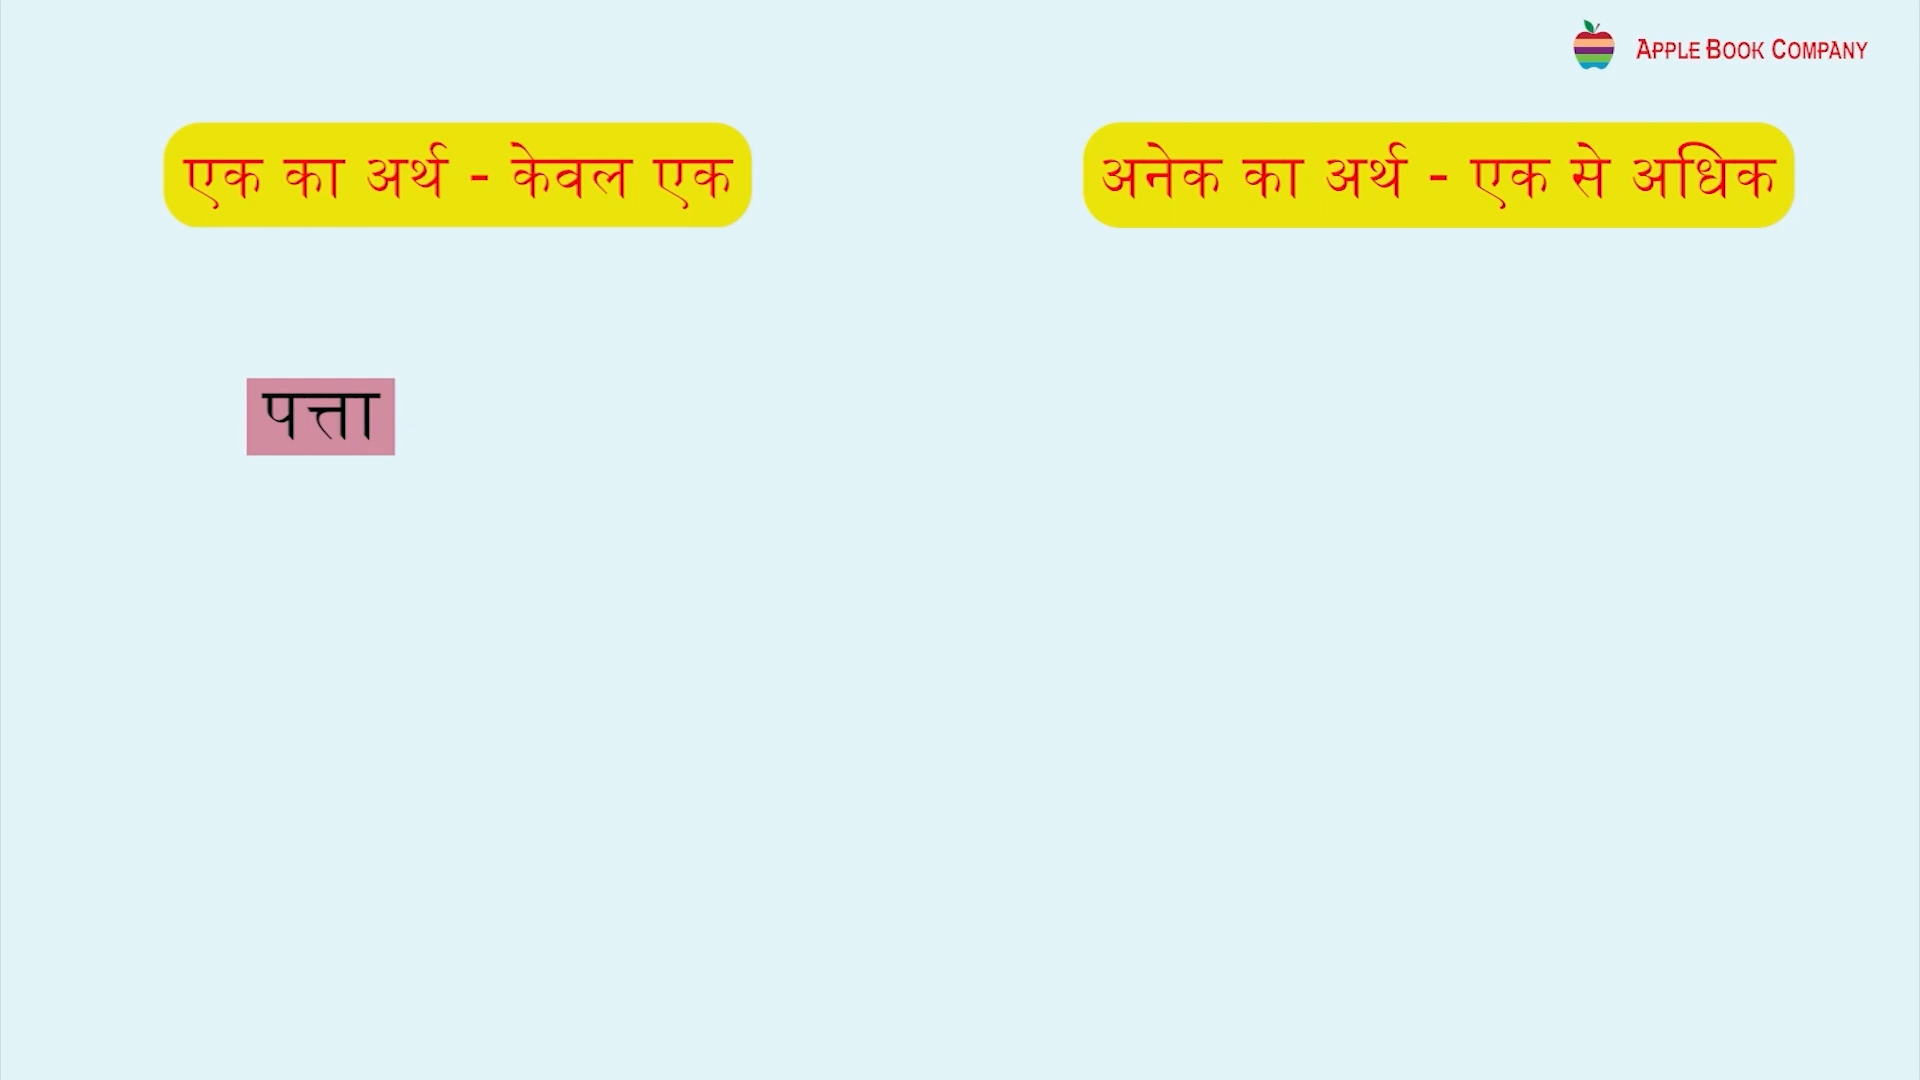 APPLE BOOK COMPANY
एक का अर्थ - केवल एक
अनेक का अर्थ - एक से अधिक
पत्ता